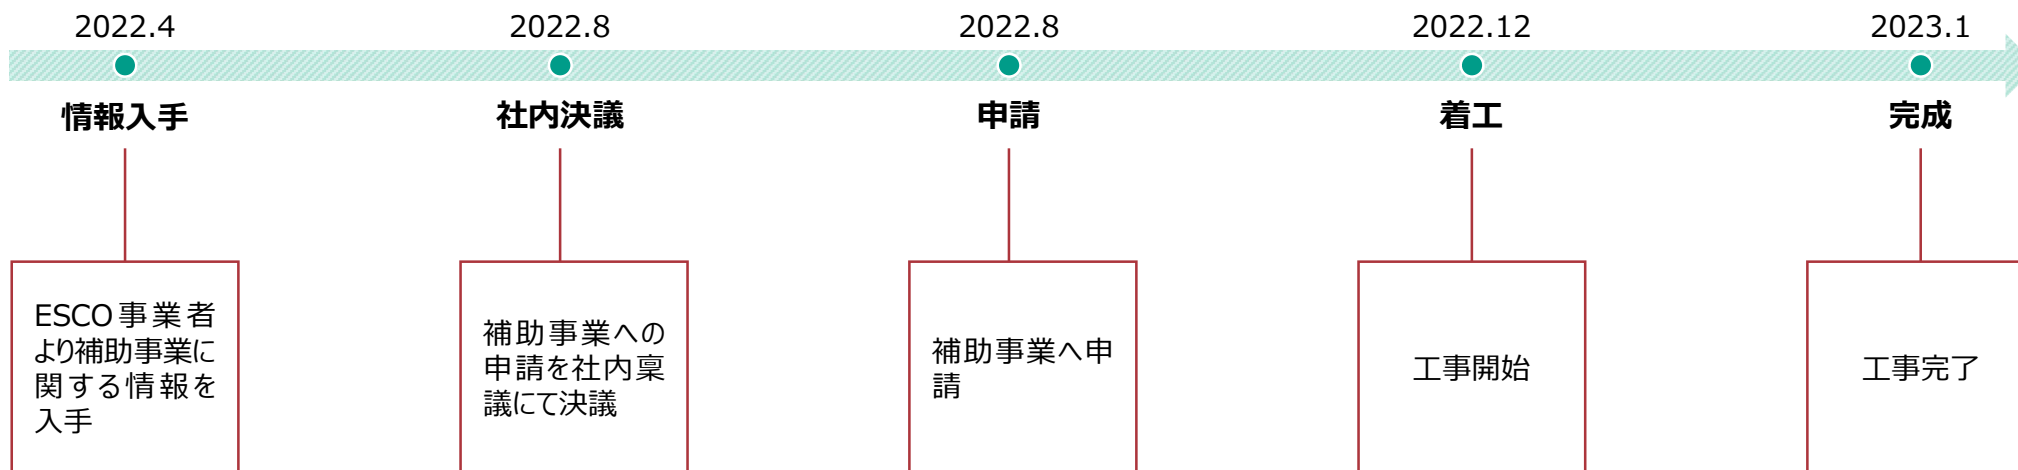 2022.4
2022.8
2022.8
2022.12
2023.1
情報入手
社内決議
申請
着工
完成
ESCO事業者
より補助事業に
関する情報を
入手
補助事業への
申請を社内稟
議にて決議
補助事業へ申
請
工事開始
工事完了